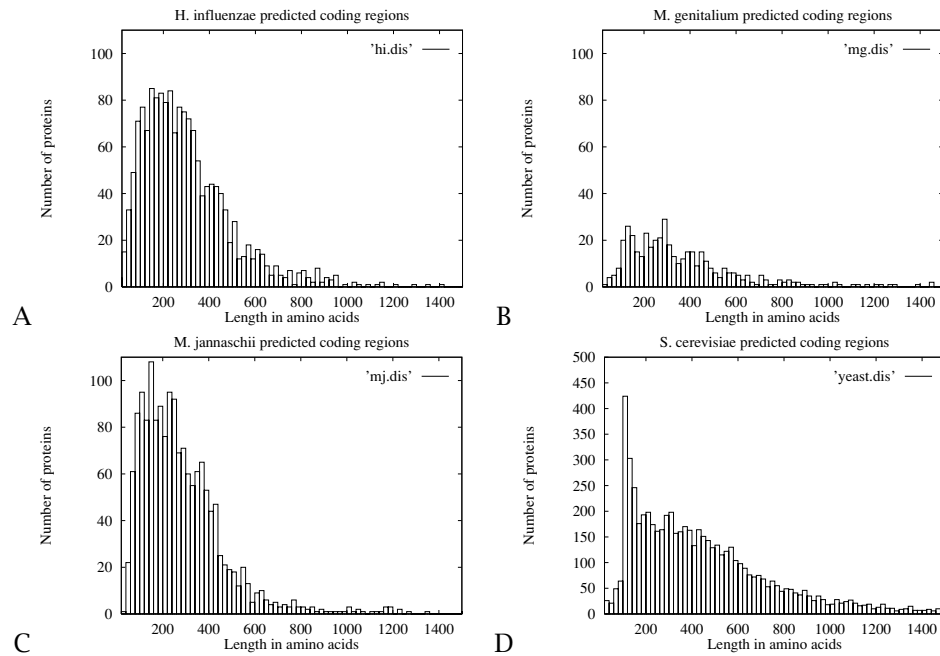 H. influenzae predicted coding regions
'hi.dis'
100
80
60
40
20
0
Number of proteins
200 400 600 800 1000 1200 1400
Length in amino acids
A
M. genitalium predicted coding regions
'mg.dis'
100
80
60
40
20
0
Number of proteins
200 400 600 800 1000 1200 1400
Length in amino acids
B
M. jannaschii predicted coding regions
'mj.dis'
100
80
60
40
20
0
Number of proteins
200 400 600 800 1000 1200 1400
Length in amino acids
C
S. cerevisiae predicted coding regions
'yeast.dis'
500
450
400
350
300
250
200
150
100
50
0
Number of proteins
200 400 600 800 1000 1200 1400
Length in amino acids
D